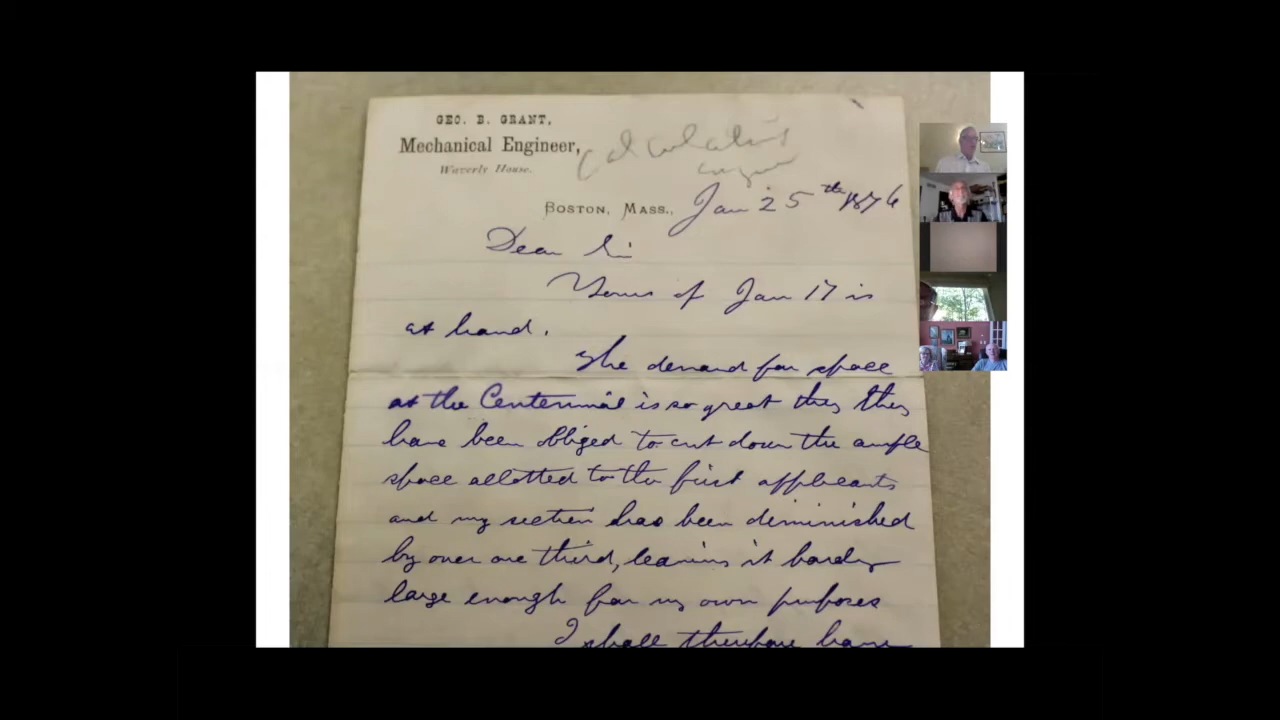 GEO. B. GRANT,
Mechanical Engineer,
Waverly House.
Calculating
engine
BOSTON, MASS., Jan 25th 1876
Dear Sir
Yours of Jan 17 is
at hand.
The demand for space
at the Centennial is so great they
have been obliged to cut down the ample
space allotted to the first applicants
and my section has been diminished
by over one third, leaving it barely
large enough for my own purposes
I shall therefore have